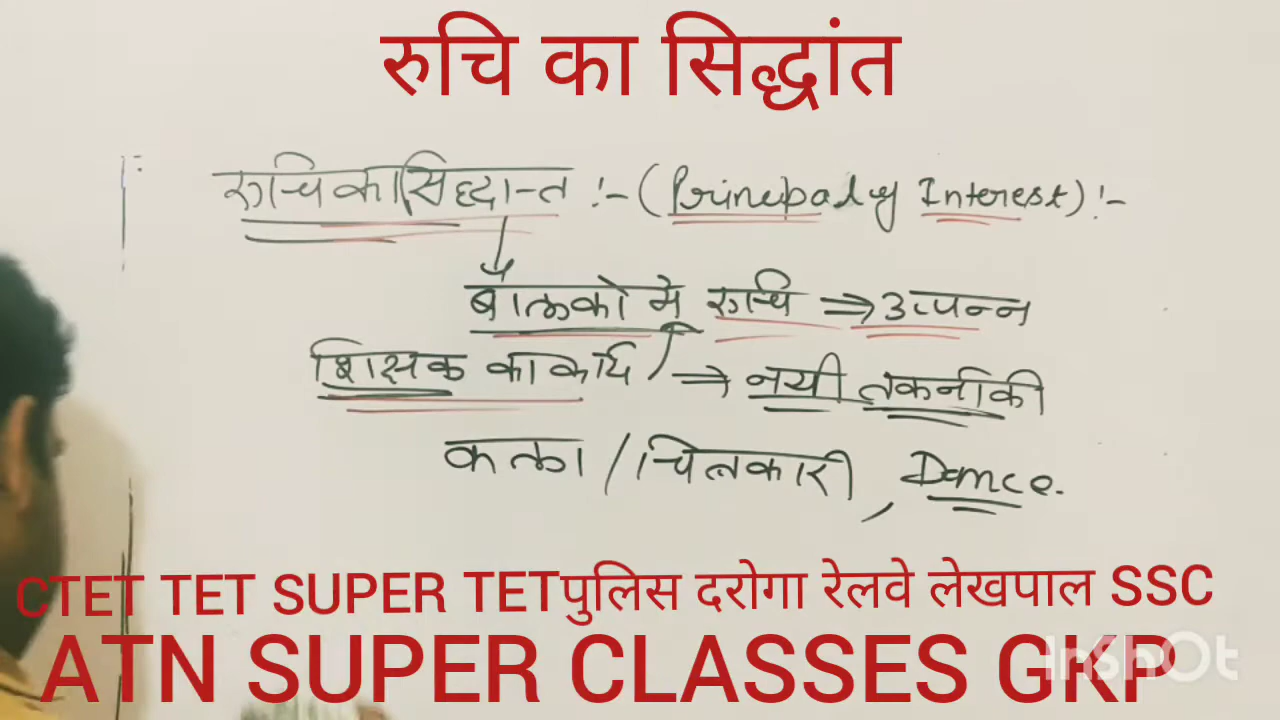 रुचि का सिद्धांत
रुचि का सिद्धान्त :- (Principal of Interest) :-
बालको मे रुचि ⇒ उत्पन्न
शिक्षक का कार्य / → नयी तकनीकी
कला / चित्रकारी, Dance.
CTET TET SUPER TETपुलिस दरोगा रेलवे लेखपाल SSC
ATN SUPER CLASSES GKP
InShOt